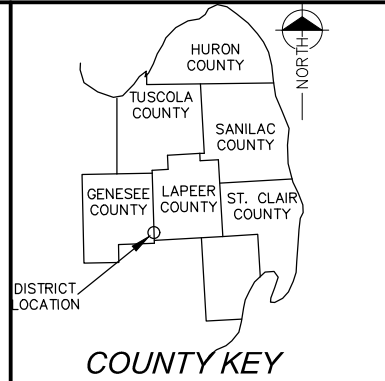 HURON
COUNTY
NORTH
TUSCOLA
COUNTY
SANILAC
COUNTY
GENESEE
COUNTY
LAPEER
COUNTY
ST. CLAIR
COUNTY
DISTRICT
LOCATION
COUNTY KEY